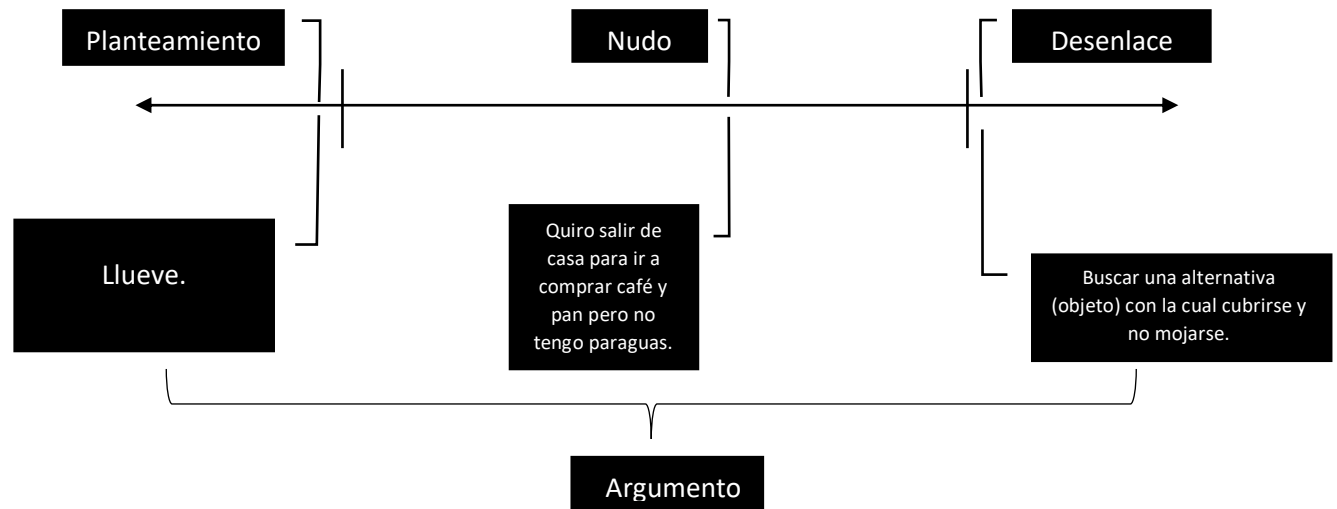 Planteamiento
Nudo
Desenlace
Llueve.
Quiro salir de
casa para ir a
comprar café y
pan pero no
tengo paraguas.
Buscar una alternativa
(objeto) con la cual cubrirse y
no mojarse.
Argumento